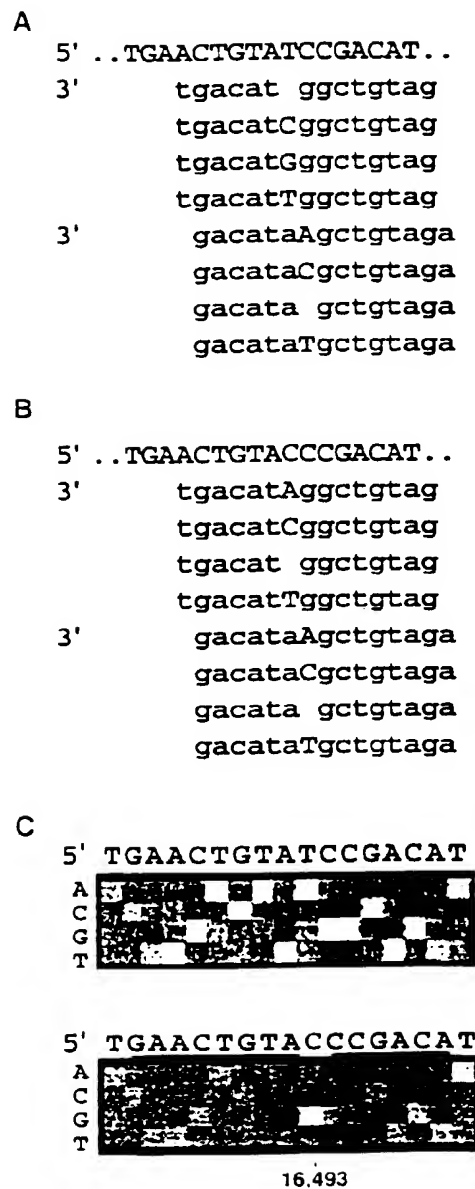 A
5' ..TGAACTGTATCCGACAT..
3' tgacat ggctgtag
tgacatCggctgtag
tgacatGggctgtag
tgacatTggctgtag
3' gacataAgctgtaga
gacataCgctgtaga
gacata gctgtaga
gacataTgctgtaga
B
5' ..TGAACTGTACCCGACAT..
3' tgacatAggctgtag
tgacatCggctgtag
tgacat ggctgtag
tgacatTggctgtag
3' gacataAgctgtaga
gacataCgctgtaga
gacata gctgtaga
gacataTgctgtaga
C
5' TGAACTGTATCCGACAT
A
C
G
T
5' TGAACTGTACCCGACAT
A
C
G
T
16,493